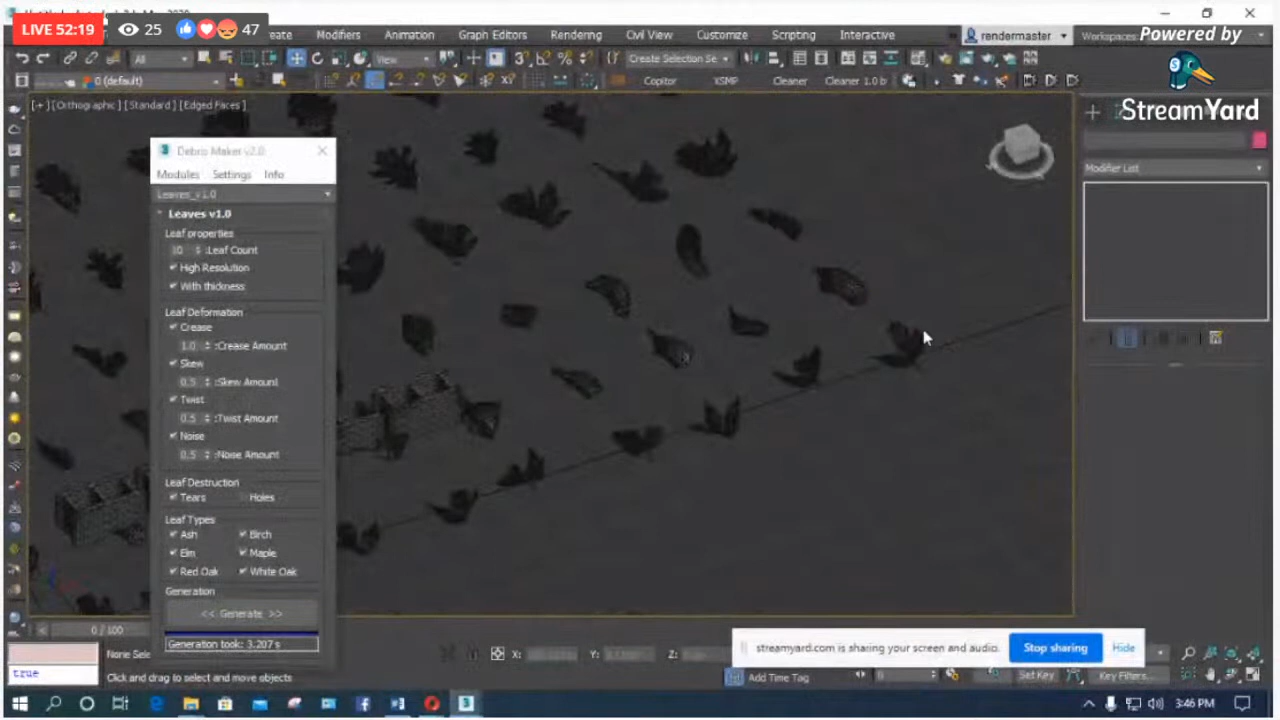 LIVE 52:19
25
47
Modifiers
Animation
Graph Editors
Rendering
Civil View
Customize
Scripting
Interactive
rendermaster
Workspaces:
Powered by
StreamYard
All
View
Create Selection Se
0 (default)
Copitor
XSMP
Cleaner
Cleaner 1.0 b
[+] [Orthographic] [Standard] [Edged Faces]
Debris Maker v2.0
Modules
Settings
Info
Leaves_v1.0
Leaves v1.0
Leaf properties
10 :Leaf Count
High Resolution
With thickness
Leaf Deformation
Crease
1.0 :Crease Amount
Skew
0.5 :Skew Amount
Twist
0.5 :Twist Amount
Noise
0.5 :Noise Amount
Leaf Destruction
Tears
Holes
Leaf Types
Ash
Birch
Elm
Maple
Red Oak
White Oak
Generation
<< Generate >>
Generation took: 3.207 s
Modifier List
0 / 100
true
None Sele
X:
Y:
Z:
Click and drag to select and move objects
streamyard.com is sharing your screen and audio.
Stop sharing
Hide
Add Time Tag
0
Set Key
Key Filters...
3:46 PM